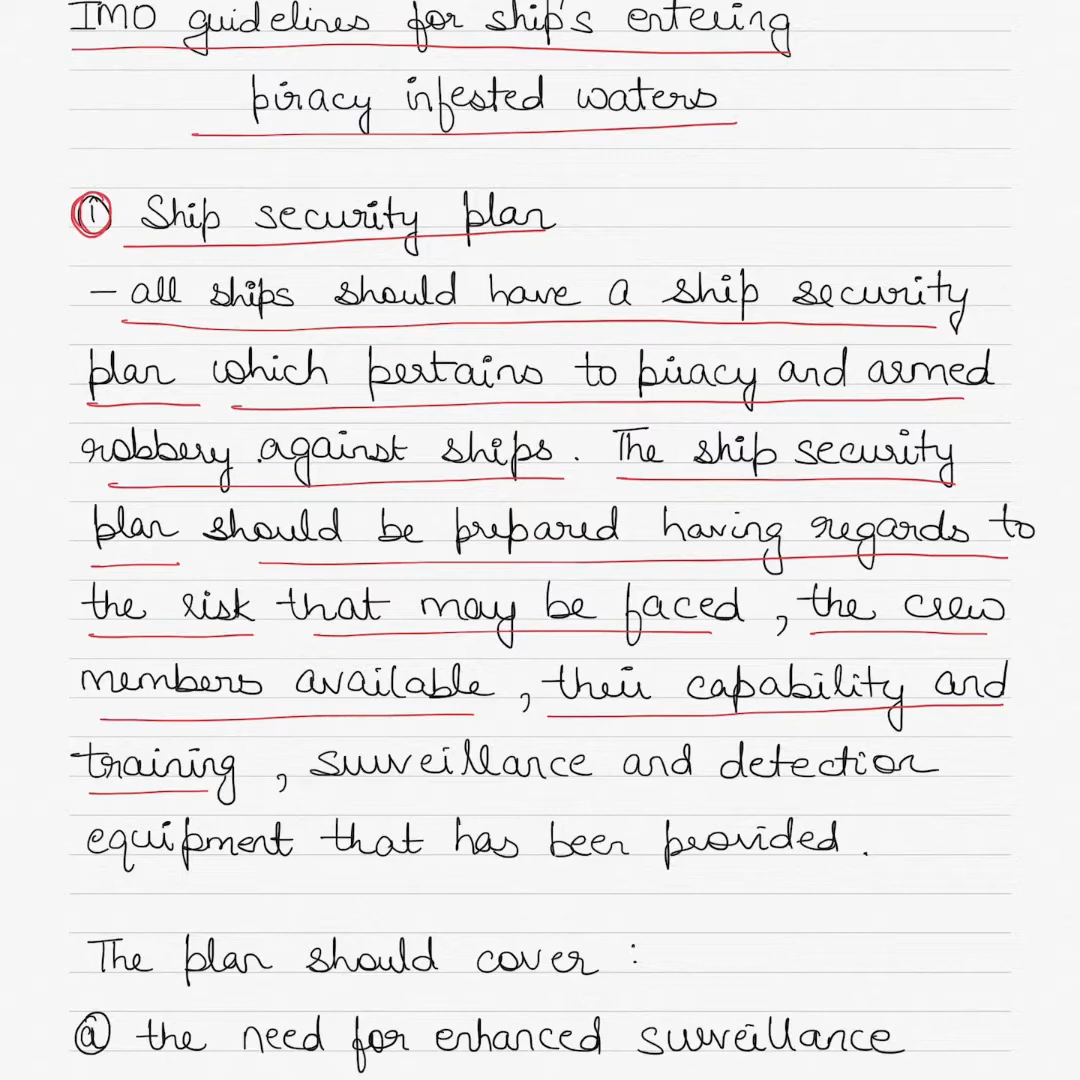 IMO guidelines for ship's entering
piracy infested waters
① Ship security plan
- all ships should have a ship security
plan which pertains to piracy and armed
robbery against ships. The ship security
plan should be prepared having regards to
the risk that may be faced, the crew
members available, their capability and
training, surveillance and detection
equipment that has been provided.
The plan should cover :
ⓐ the need for enhanced surveillance